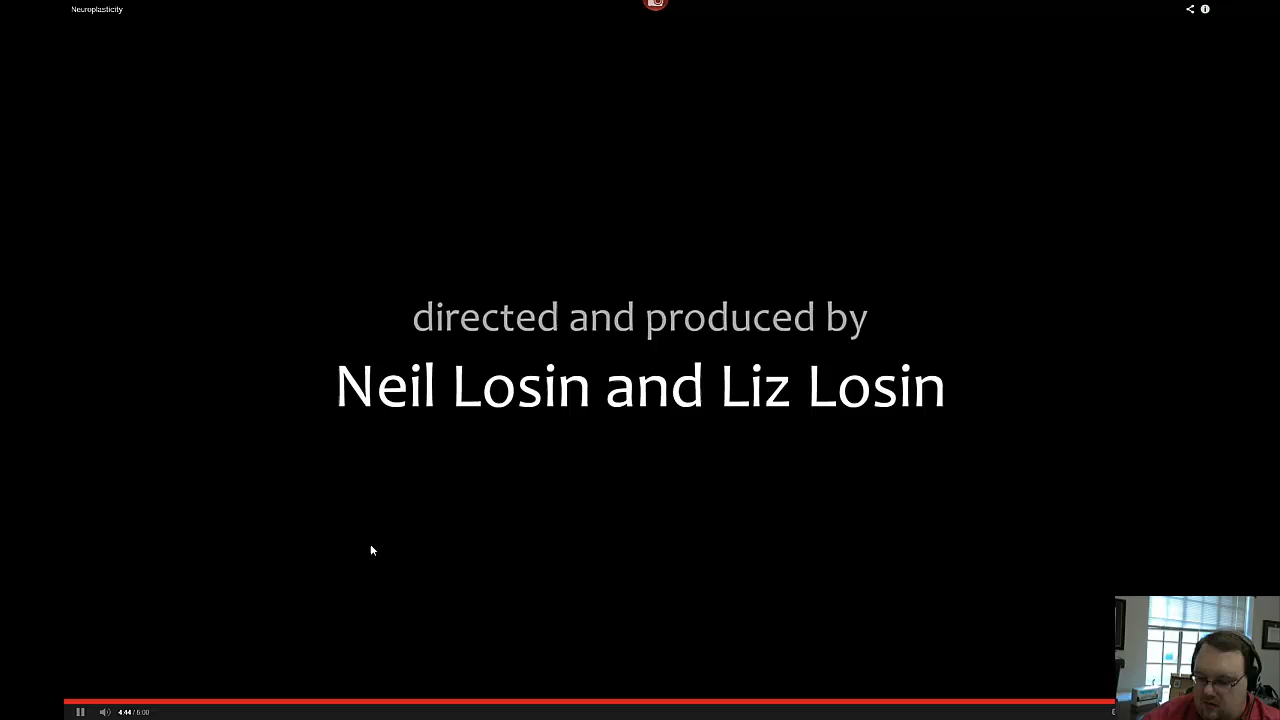 Neuroplasticity
directed and produced by
Neil Losin and Liz Losin
4:44 / 5:00